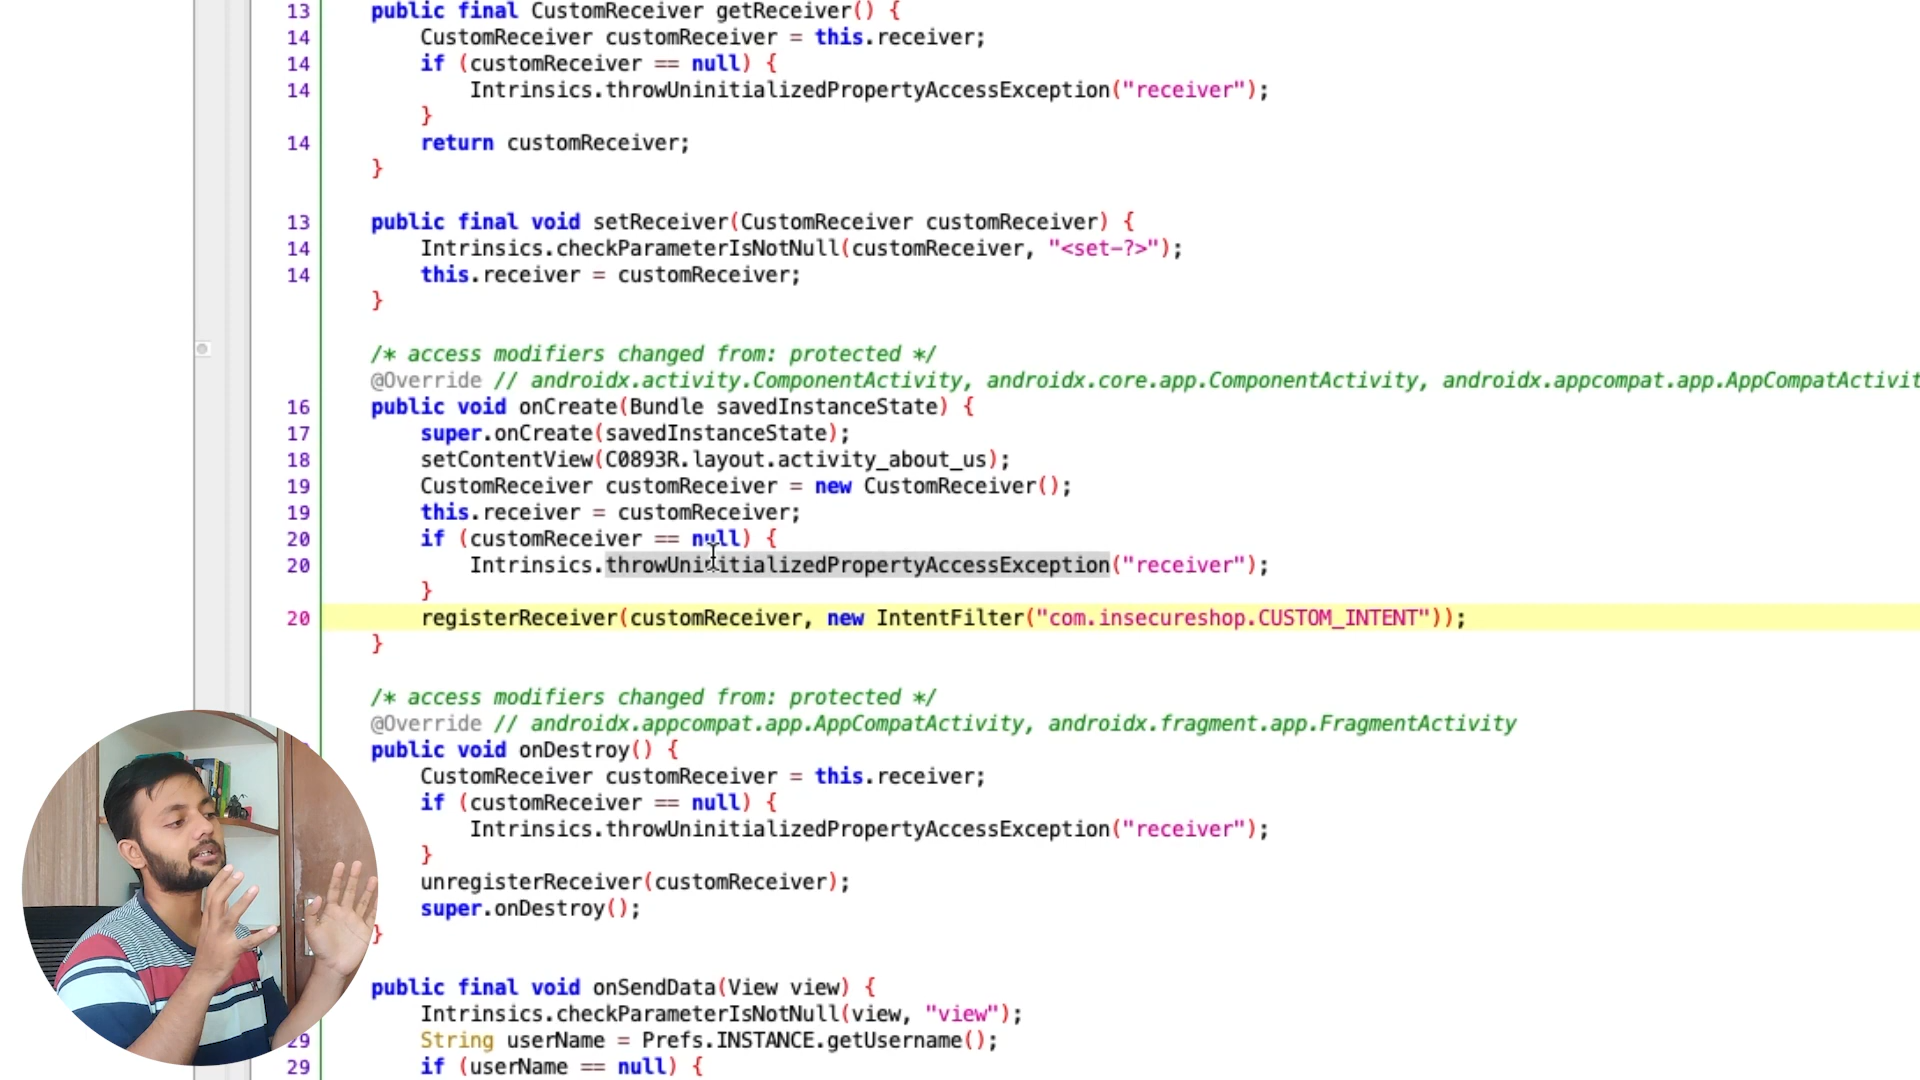 13 public final CustomReceiver getReceiver() {
14 CustomReceiver customReceiver = this.receiver;
14 if (customReceiver == null) {
14 Intrinsics.throwUninitializedPropertyAccessException("receiver");
}
14 return customReceiver;
}
13 public final void setReceiver(CustomReceiver customReceiver) {
14 Intrinsics.checkParameterIsNotNull(customReceiver, "<set-?>");
14 this.receiver = customReceiver;
}
/* access modifiers changed from: protected */
@Override // androidx.activity.ComponentActivity, androidx.core.app.ComponentActivity, androidx.appcompat.app.AppCompatActivit
16 public void onCreate(Bundle savedInstanceState) {
17 super.onCreate(savedInstanceState);
18 setContentView(C0893R.layout.activity_about_us);
19 CustomReceiver customReceiver = new CustomReceiver();
19 this.receiver = customReceiver;
20 if (customReceiver == null) {
20 Intrinsics.throwUninitializedPropertyAccessException("receiver");
}
20 registerReceiver(customReceiver, new IntentFilter("com.insecureshop.CUSTOM_INTENT"));
}
/* access modifiers changed from: protected */
@Override // androidx.appcompat.app.AppCompatActivity, androidx.fragment.app.FragmentActivity
public void onDestroy() {
CustomReceiver customReceiver = this.receiver;
if (customReceiver == null) {
Intrinsics.throwUninitializedPropertyAccessException("receiver");
}
unregisterReceiver(customReceiver);
super.onDestroy();
}
public final void onSendData(View view) {
Intrinsics.checkParameterIsNotNull(view, "view");
29 String userName = Prefs.INSTANCE.getUsername();
29 if (userName == null) {